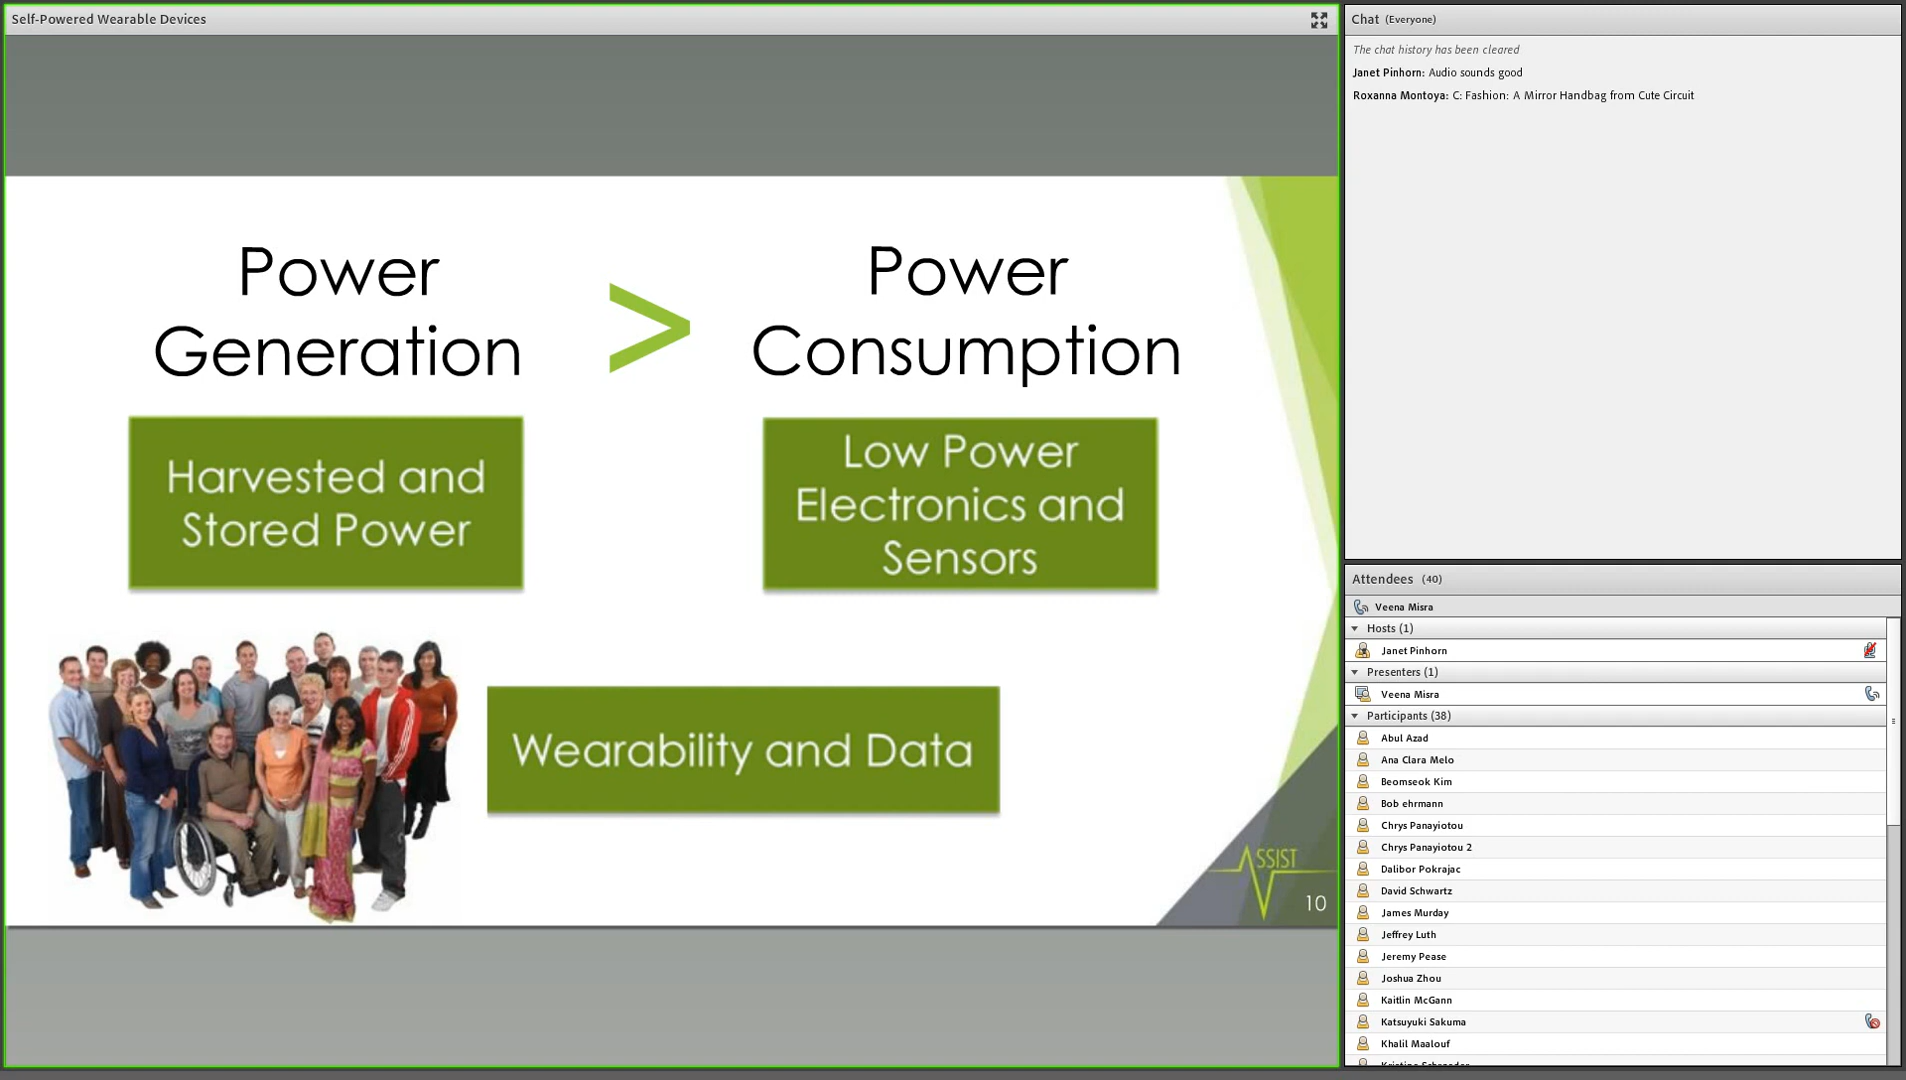 Self-Powered Wearable Devices
Power
Generation
>
Power
Consumption
Harvested and
Stored Power
Low Power
Electronics and
Sensors
Wearability and Data
ASSIST
10
Chat (Everyone)
The chat history has been cleared
Janet Pinhorn: Audio sounds good
Roxanna Montoya: C: Fashion: A Mirror Handbag from Cute Circuit
Attendees (40)
Veena Misra
Hosts (1)
Janet Pinhorn
Presenters (1)
Veena Misra
Participants (38)
Abul Azad
Ana Clara Melo
Beomseok Kim
Bob ehrmann
Chrys Panayiotou
Chrys Panayiotou 2
Dalibor Pokrajac
David Schwartz
James Murday
Jeffrey Luth
Jeremy Pease
Joshua Zhou
Kaitlin McGann
Katsuyuki Sakuma
Khalil Maalouf